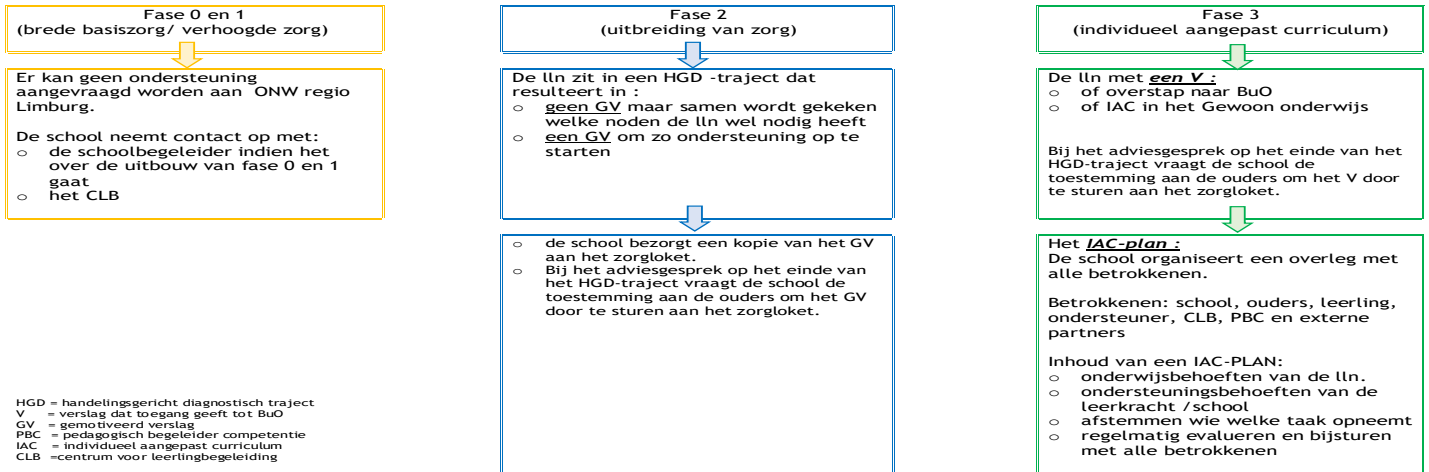 Fase 0 en 1
(brede basiszorg/ verhoogde zorg)
Er kan geen ondersteuning
aangevraagd worden aan ONW regio
Limburg.
De school neemt contact op met:
o de schoolbegeleider indien het
over de uitbouw van fase 0 en 1
gaat
o het CLB
HGD = handelingsgericht diagnostisch traject
V = verslag dat toegang geeft tot BuO
GV = gemotiveerd verslag
PBC = pedagogisch begeleider competentie
IAC = individueel aangepast curriculum
CLB =centrum voor leerlingbegeleiding
Fase 2
(uitbreiding van zorg)
De lln zit in een HGD -traject dat
resulteert in :
o geen GV maar samen wordt gekeken
welke noden de lln wel nodig heeft
o een GV om zo ondersteuning op te
starten
o de school bezorgt een kopie van het GV
aan het zorgloket.
o Bij het adviesgesprek op het einde van
het HGD-traject vraagt de school de
toestemming aan de ouders om het GV
door te sturen aan het zorgloket.
Fase 3
(individueel aangepast curriculum)
De lln met een V :
o of overstap naar BuO
o of IAC in het Gewoon onderwijs
Bij het adviesgesprek op het einde van het
HGD-traject vraagt de school de
toestemming aan de ouders om het V door
te sturen aan het zorgloket.
Het IAC-plan :
De school organiseert een overleg met
alle betrokkenen.
Betrokkenen: school, ouders, leerling,
ondersteuner, CLB, PBC en externe
partners
Inhoud van een IAC-PLAN:
o onderwijsbehoeften van de lln.
o ondersteuningsbehoeften van de
leerkracht /school
o afstemmen wie welke taak opneemt
o regelmatig evalueren en bijsturen
met alle betrokkenen